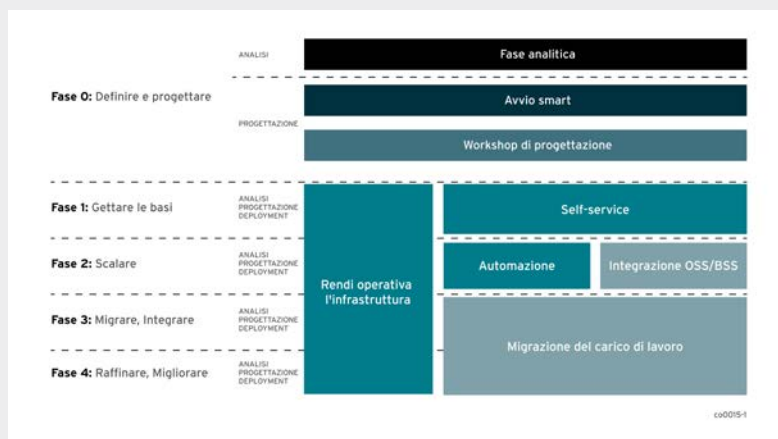 ANALISI
Fase analitica
Fase 0: Definire e progettare
Avvio smart
PROGETTAZIONE
Workshop di progettazione
Fase 1: Gettare le basi
ANALISI
PROGETTAZIONE
DEPLOYMENT
Self-service
Fase 2: Scalare
ANALISI
PROGETTAZIONE
DEPLOYMENT
Rendi operativa
l'infrastruttura
Automazione
Integrazione OSS/BSS
Fase 3: Migrare, Integrare
ANALISI
PROGETTAZIONE
DEPLOYMENT
Migrazione del carico di lavoro
Fase 4: Raffinare, Migliorare
ANALISI
PROGETTAZIONE
DEPLOYMENT
co0015-1